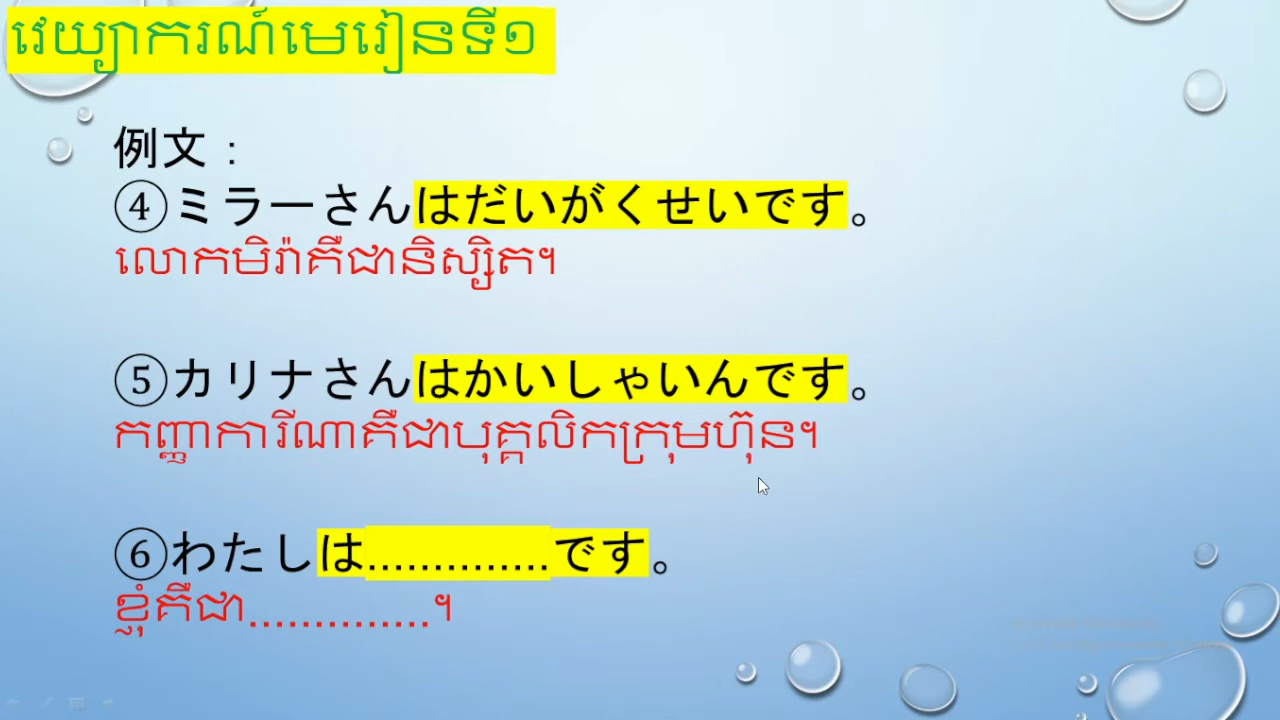 វេយ្យាករណ៍មេរៀនទី១
例文：
④ミラーさんはだいがくせいです。
លោកមិរ៉ាគឺជានិស្សិត។
⑤カリナさんはかいしゃいんです。
កញ្ញាការីណាគឺជាបុគ្គលិកក្រុមហ៊ុន។
⑥わたしは..............です。
ខ្ញុំគឺជា..............។